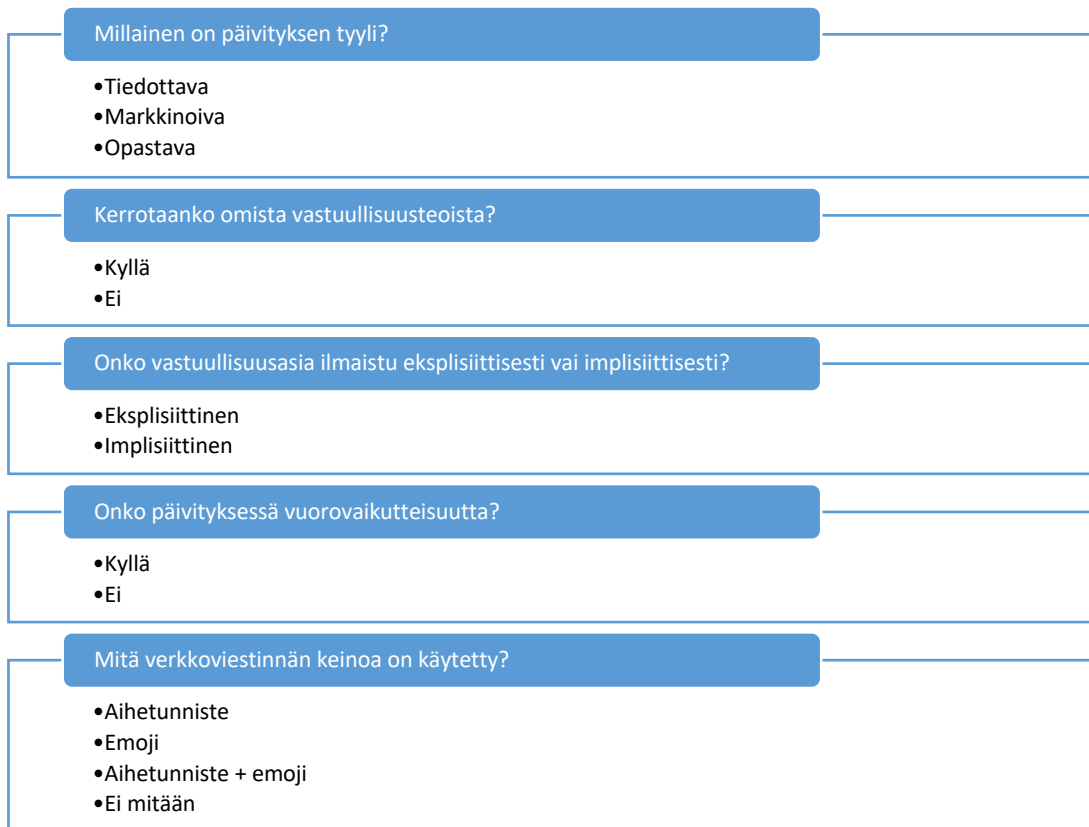 Millainen on päivityksen tyyli?
•Tiedottava
•Markkinoiva
•Opastava
Kerrotaanko omista vastuullisuusteoista?
•Kyllä
•Ei
Onko vastuullisuusasia ilmaistu eksplisiittisesti vai implisiittisesti?
•Eksplisiittinen
•Implisiittinen
Onko päivityksessä vuorovaikutteisuutta?
•Kyllä
•Ei
Mitä verkkoviestinnän keinoa on käytetty?
•Aihetunniste
•Emoji
•Aihetunniste + emoji
•Ei mitään